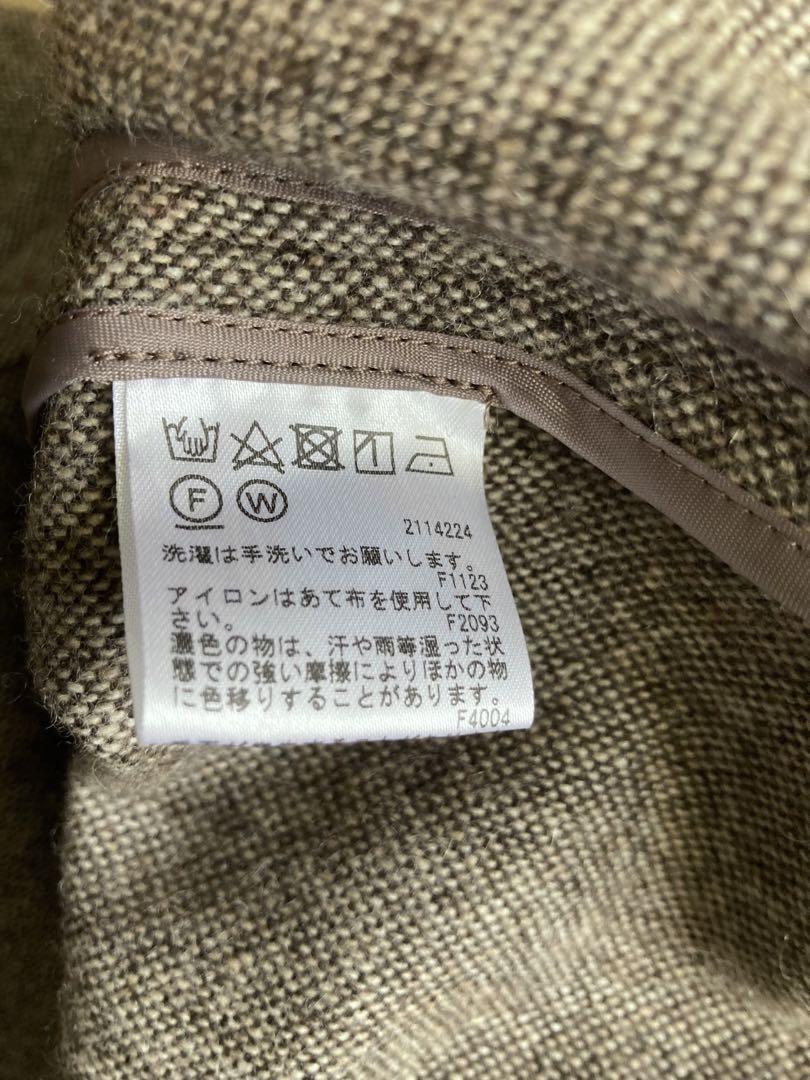 F W
2114224
洗濯は手洗いでお願いします。
F1123
アイロンはあて布を使用して下
さい。 F2093
濃色の物は、汗や雨等湿った状
態での強い摩擦によりほかの物
に色移りすることがあります。
F4004